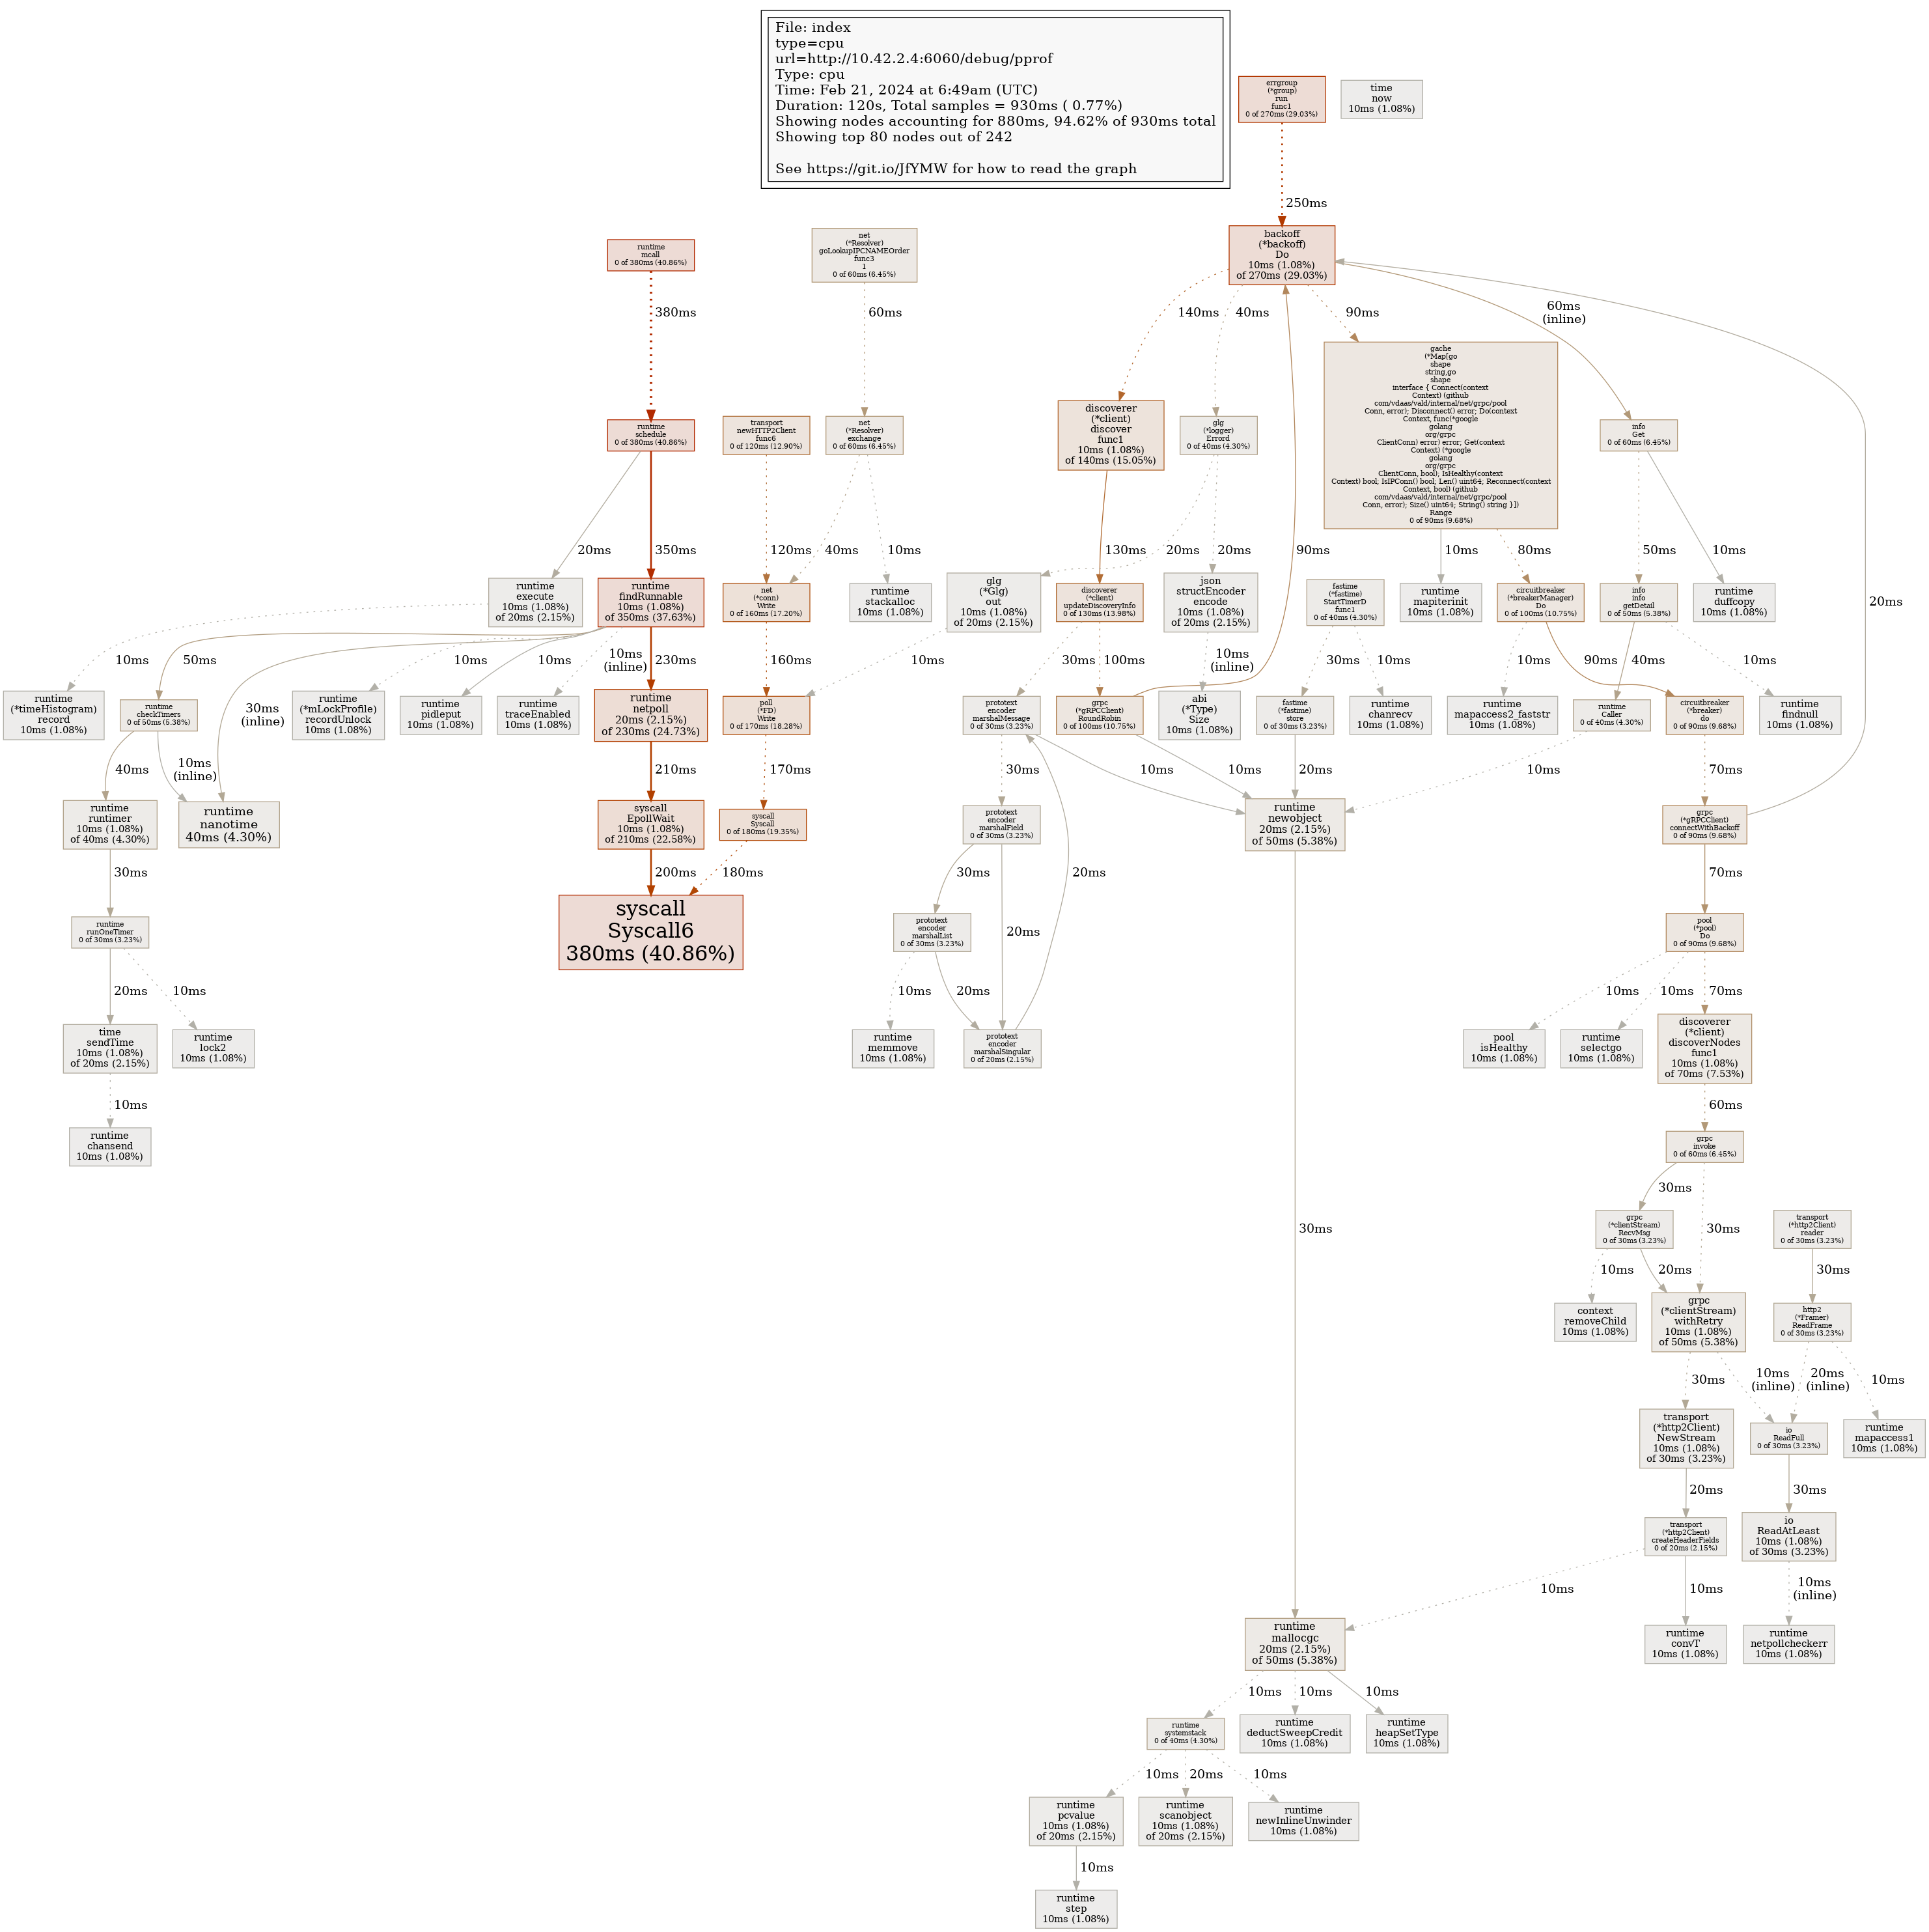 File: index
type=cpu
url=http://10.42.2.4:6060/debug/pprof
Type: cpu
Time: Feb 21, 2024 at 6:49am (UTC)
Duration: 120s, Total samples = 930ms ( 0.77%)
Showing nodes accounting for 880ms, 94.62% of 930ms total
Showing top 80 nodes out of 242
See https://git.io/JfYMW for how to read the graph
errgroup
(*group)
run
func1
0 of 270ms (29.03%)
time
now
10ms (1.08%)
250ms
runtime
mcall
0 of 380ms (40.86%)
net
(*Resolver)
goLookupIPCNAMEOrder
func3
1
0 of 60ms (6.45%)
backoff
(*backoff)
Do
10ms (1.08%)
of 270ms (29.03%)
380ms
60ms
140ms
40ms
90ms
60ms
(inline)
gache
(*Map[go
shape
string,go
shape
interface { Connect(context
Context) (github
com/vdaas/vald/internal/net/grpc/pool
Conn, error); Disconnect() error; Do(context
Context, func(*google
golang
org/grpc
ClientConn) error) error; Get(context
Context) (*google
golang
org/grpc
ClientConn, bool); IsHealthy(context
Context) bool; IsIPConn() bool; Len() uint64; Reconnect(context
Context, bool) (github
com/vdaas/vald/internal/net/grpc/pool
Conn, error); Size() uint64; String() string }])
Range
0 of 90ms (9.68%)
runtime
schedule
0 of 380ms (40.86%)
transport
newHTTP2Client
func6
0 of 120ms (12.90%)
net
(*Resolver)
exchange
0 of 60ms (6.45%)
discoverer
(*client)
discover
func1
10ms (1.08%)
of 140ms (15.05%)
glg
(*logger)
Errord
0 of 40ms (4.30%)
info
Get
0 of 60ms (6.45%)
20ms
350ms
120ms
40ms
10ms
130ms
20ms
20ms
90ms
10ms
80ms
50ms
10ms
20ms
runtime
execute
10ms (1.08%)
of 20ms (2.15%)
runtime
findRunnable
10ms (1.08%)
of 350ms (37.63%)
net
(*conn)
Write
0 of 160ms (17.20%)
runtime
stackalloc
10ms (1.08%)
glg
(*Glg)
out
10ms (1.08%)
of 20ms (2.15%)
discoverer
(*client)
updateDiscoveryInfo
0 of 130ms (13.98%)
json
structEncoder
encode
10ms (1.08%)
of 20ms (2.15%)
fastime
(*fastime)
StartTimerD
func1
0 of 40ms (4.30%)
runtime
mapiterinit
10ms (1.08%)
circuitbreaker
(*breakerManager)
Do
0 of 100ms (10.75%)
info
info
getDetail
0 of 50ms (5.38%)
runtime
duffcopy
10ms (1.08%)
10ms
50ms
30ms
(inline)
10ms
10ms
10ms
(inline)
230ms
160ms
10ms
30ms
100ms
10ms
(inline)
30ms
10ms
10ms
90ms
40ms
10ms
runtime
(*timeHistogram)
record
10ms (1.08%)
runtime
checkTimers
0 of 50ms (5.38%)
runtime
(*mLockProfile)
recordUnlock
10ms (1.08%)
runtime
pidleput
10ms (1.08%)
runtime
traceEnabled
10ms (1.08%)
runtime
netpoll
20ms (2.15%)
of 230ms (24.73%)
poll
(*FD)
Write
0 of 170ms (18.28%)
prototext
encoder
marshalMessage
0 of 30ms (3.23%)
grpc
(*gRPCClient)
RoundRobin
0 of 100ms (10.75%)
abi
(*Type)
Size
10ms (1.08%)
fastime
(*fastime)
store
0 of 30ms (3.23%)
runtime
chanrecv
10ms (1.08%)
runtime
mapaccess2_faststr
10ms (1.08%)
runtime
Caller
0 of 40ms (4.30%)
circuitbreaker
(*breaker)
do
0 of 90ms (9.68%)
runtime
findnull
10ms (1.08%)
40ms
10ms
(inline)
210ms
170ms
30ms
10ms
10ms
20ms
10ms
70ms
runtime
runtimer
10ms (1.08%)
of 40ms (4.30%)
runtime
nanotime
40ms (4.30%)
syscall
EpollWait
10ms (1.08%)
of 210ms (22.58%)
syscall
Syscall
0 of 180ms (19.35%)
prototext
encoder
marshalField
0 of 30ms (3.23%)
runtime
newobject
20ms (2.15%)
of 50ms (5.38%)
grpc
(*gRPCClient)
connectWithBackoff
0 of 90ms (9.68%)
30ms
200ms
180ms
30ms
20ms
20ms
70ms
runtime
runOneTimer
0 of 30ms (3.23%)
syscall
Syscall6
380ms (40.86%)
prototext
encoder
marshalList
0 of 30ms (3.23%)
pool
(*pool)
Do
0 of 90ms (9.68%)
20ms
10ms
10ms
20ms
10ms
10ms
70ms
time
sendTime
10ms (1.08%)
of 20ms (2.15%)
runtime
lock2
10ms (1.08%)
runtime
memmove
10ms (1.08%)
prototext
encoder
marshalSingular
0 of 20ms (2.15%)
pool
isHealthy
10ms (1.08%)
runtime
selectgo
10ms (1.08%)
discoverer
(*client)
discoverNodes
func1
10ms (1.08%)
of 70ms (7.53%)
10ms
60ms
runtime
chansend
10ms (1.08%)
grpc
invoke
0 of 60ms (6.45%)
30ms
30ms
30ms
grpc
(*clientStream)
RecvMsg
0 of 30ms (3.23%)
transport
(*http2Client)
reader
0 of 30ms (3.23%)
10ms
20ms
30ms
context
removeChild
10ms (1.08%)
grpc
(*clientStream)
withRetry
10ms (1.08%)
of 50ms (5.38%)
http2
(*Framer)
ReadFrame
0 of 30ms (3.23%)
30ms
10ms
(inline)
20ms
(inline)
10ms
transport
(*http2Client)
NewStream
10ms (1.08%)
of 30ms (3.23%)
io
ReadFull
0 of 30ms (3.23%)
runtime
mapaccess1
10ms (1.08%)
20ms
30ms
transport
(*http2Client)
createHeaderFields
0 of 20ms (2.15%)
io
ReadAtLeast
10ms (1.08%)
of 30ms (3.23%)
10ms
10ms
10ms
(inline)
runtime
mallocgc
20ms (2.15%)
of 50ms (5.38%)
runtime
convT
10ms (1.08%)
runtime
netpollcheckerr
10ms (1.08%)
10ms
10ms
10ms
runtime
systemstack
0 of 40ms (4.30%)
runtime
deductSweepCredit
10ms (1.08%)
runtime
heapSetType
10ms (1.08%)
10ms
20ms
10ms
runtime
pcvalue
10ms (1.08%)
of 20ms (2.15%)
runtime
scanobject
10ms (1.08%)
of 20ms (2.15%)
runtime
newInlineUnwinder
10ms (1.08%)
10ms
runtime
step
10ms (1.08%)